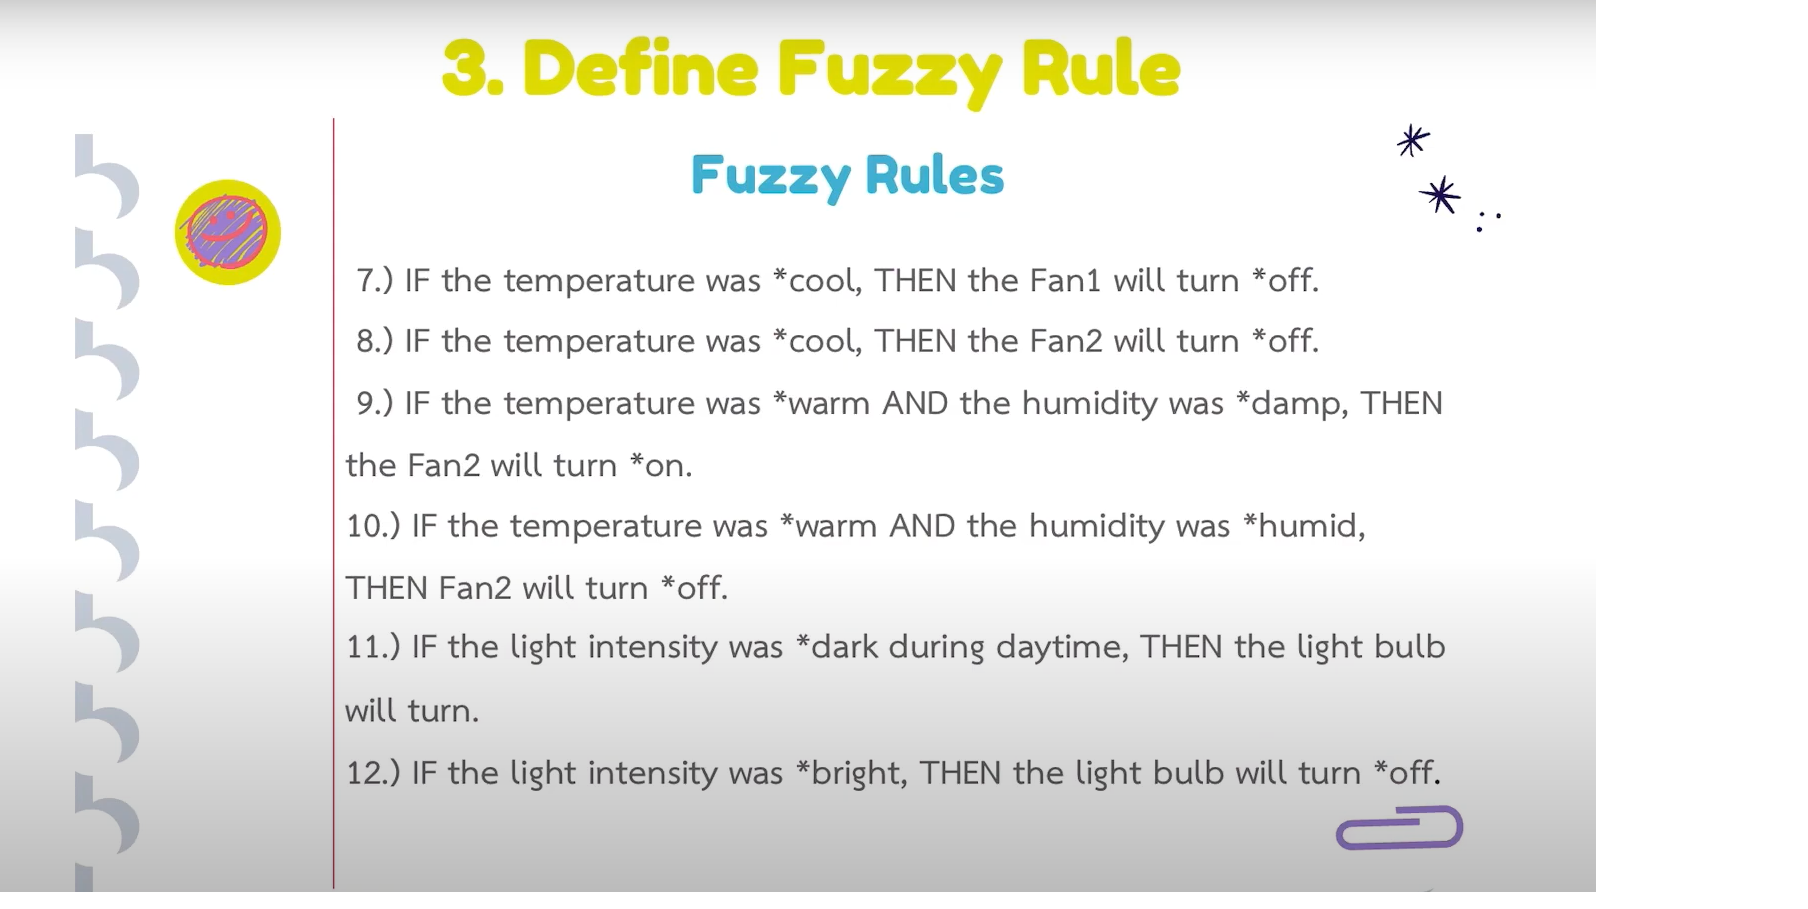 3. Define Fuzzy Rule
Fuzzy Rules
7.) IF the temperature was *cool, THEN the Fan1 will turn *off.
8.) IF the temperature was *cool, THEN the Fan2 will turn *off.
9.) IF the temperature was *warm AND the humidity was *damp, THEN
the Fan2 will turn *on.
10.) IF the temperature was *warm AND the humidity was *humid,
THEN Fan2 will turn *off.
11.) IF the light intensity was *dark during daytime, THEN the light bulb
will turn.
12.) IF the light intensity was *bright, THEN the light bulb will turn *off.